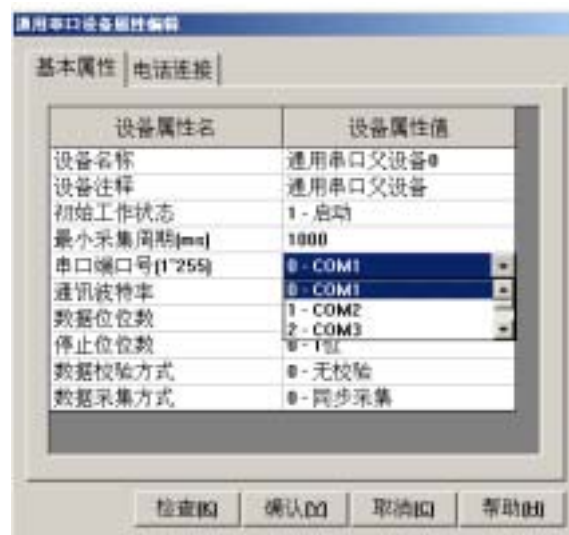 通用串口设备属性编辑
基本属性 电话连接
设备属性名 设备属性值
设备名称 通用串口父设备0
设备注释 通用串口父设备
初始工作状态 1 - 启动
最小采集周期(ms) 1000
串口端口号(1~255) 0 - COM1
通讯波特率 0 - COM1
数据位位数 1 - COM2
2 - COM3
停止位位数 0 - 1位
数据校验方式 0 - 无校验
数据采集方式 0 - 同步采集
检查(K) 确认(Y) 取消(C) 帮助(H)